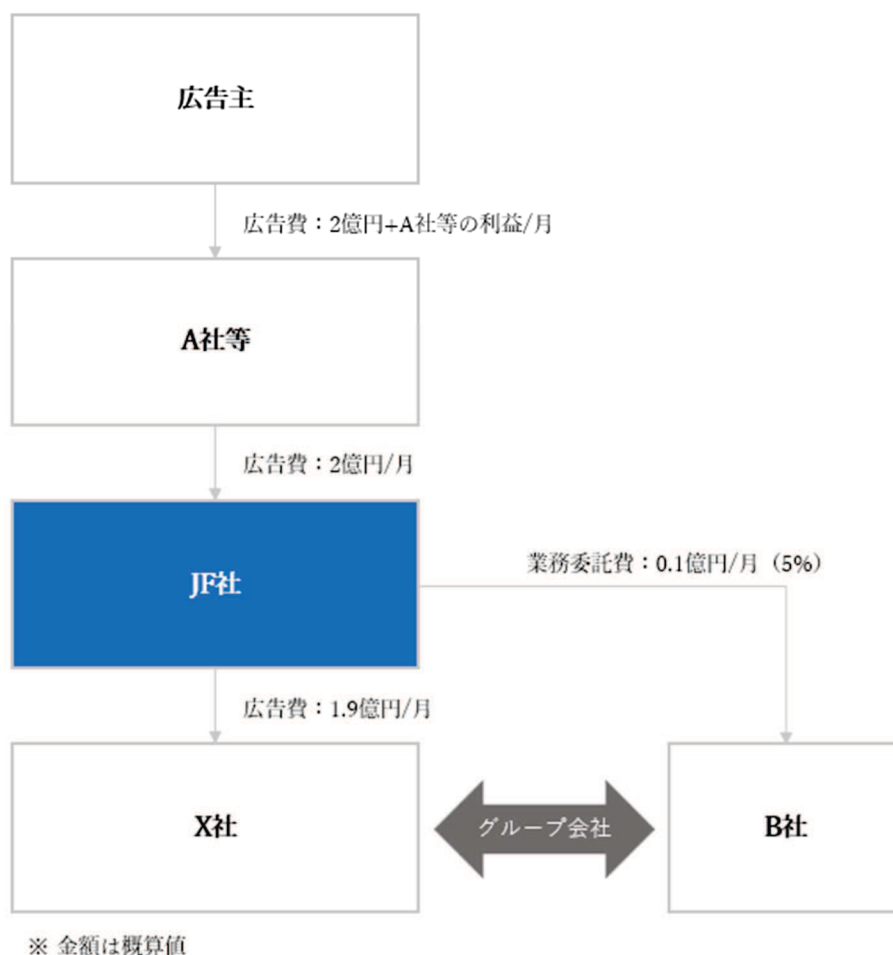 広告主
広告費：2億円+A社等の利益/月
A社等
広告費：2億円/月
JF社
業務委託費：0.1億円/月（5%）
広告費：1.9億円/月
X社
グループ会社
B社
※ 金額は概算値